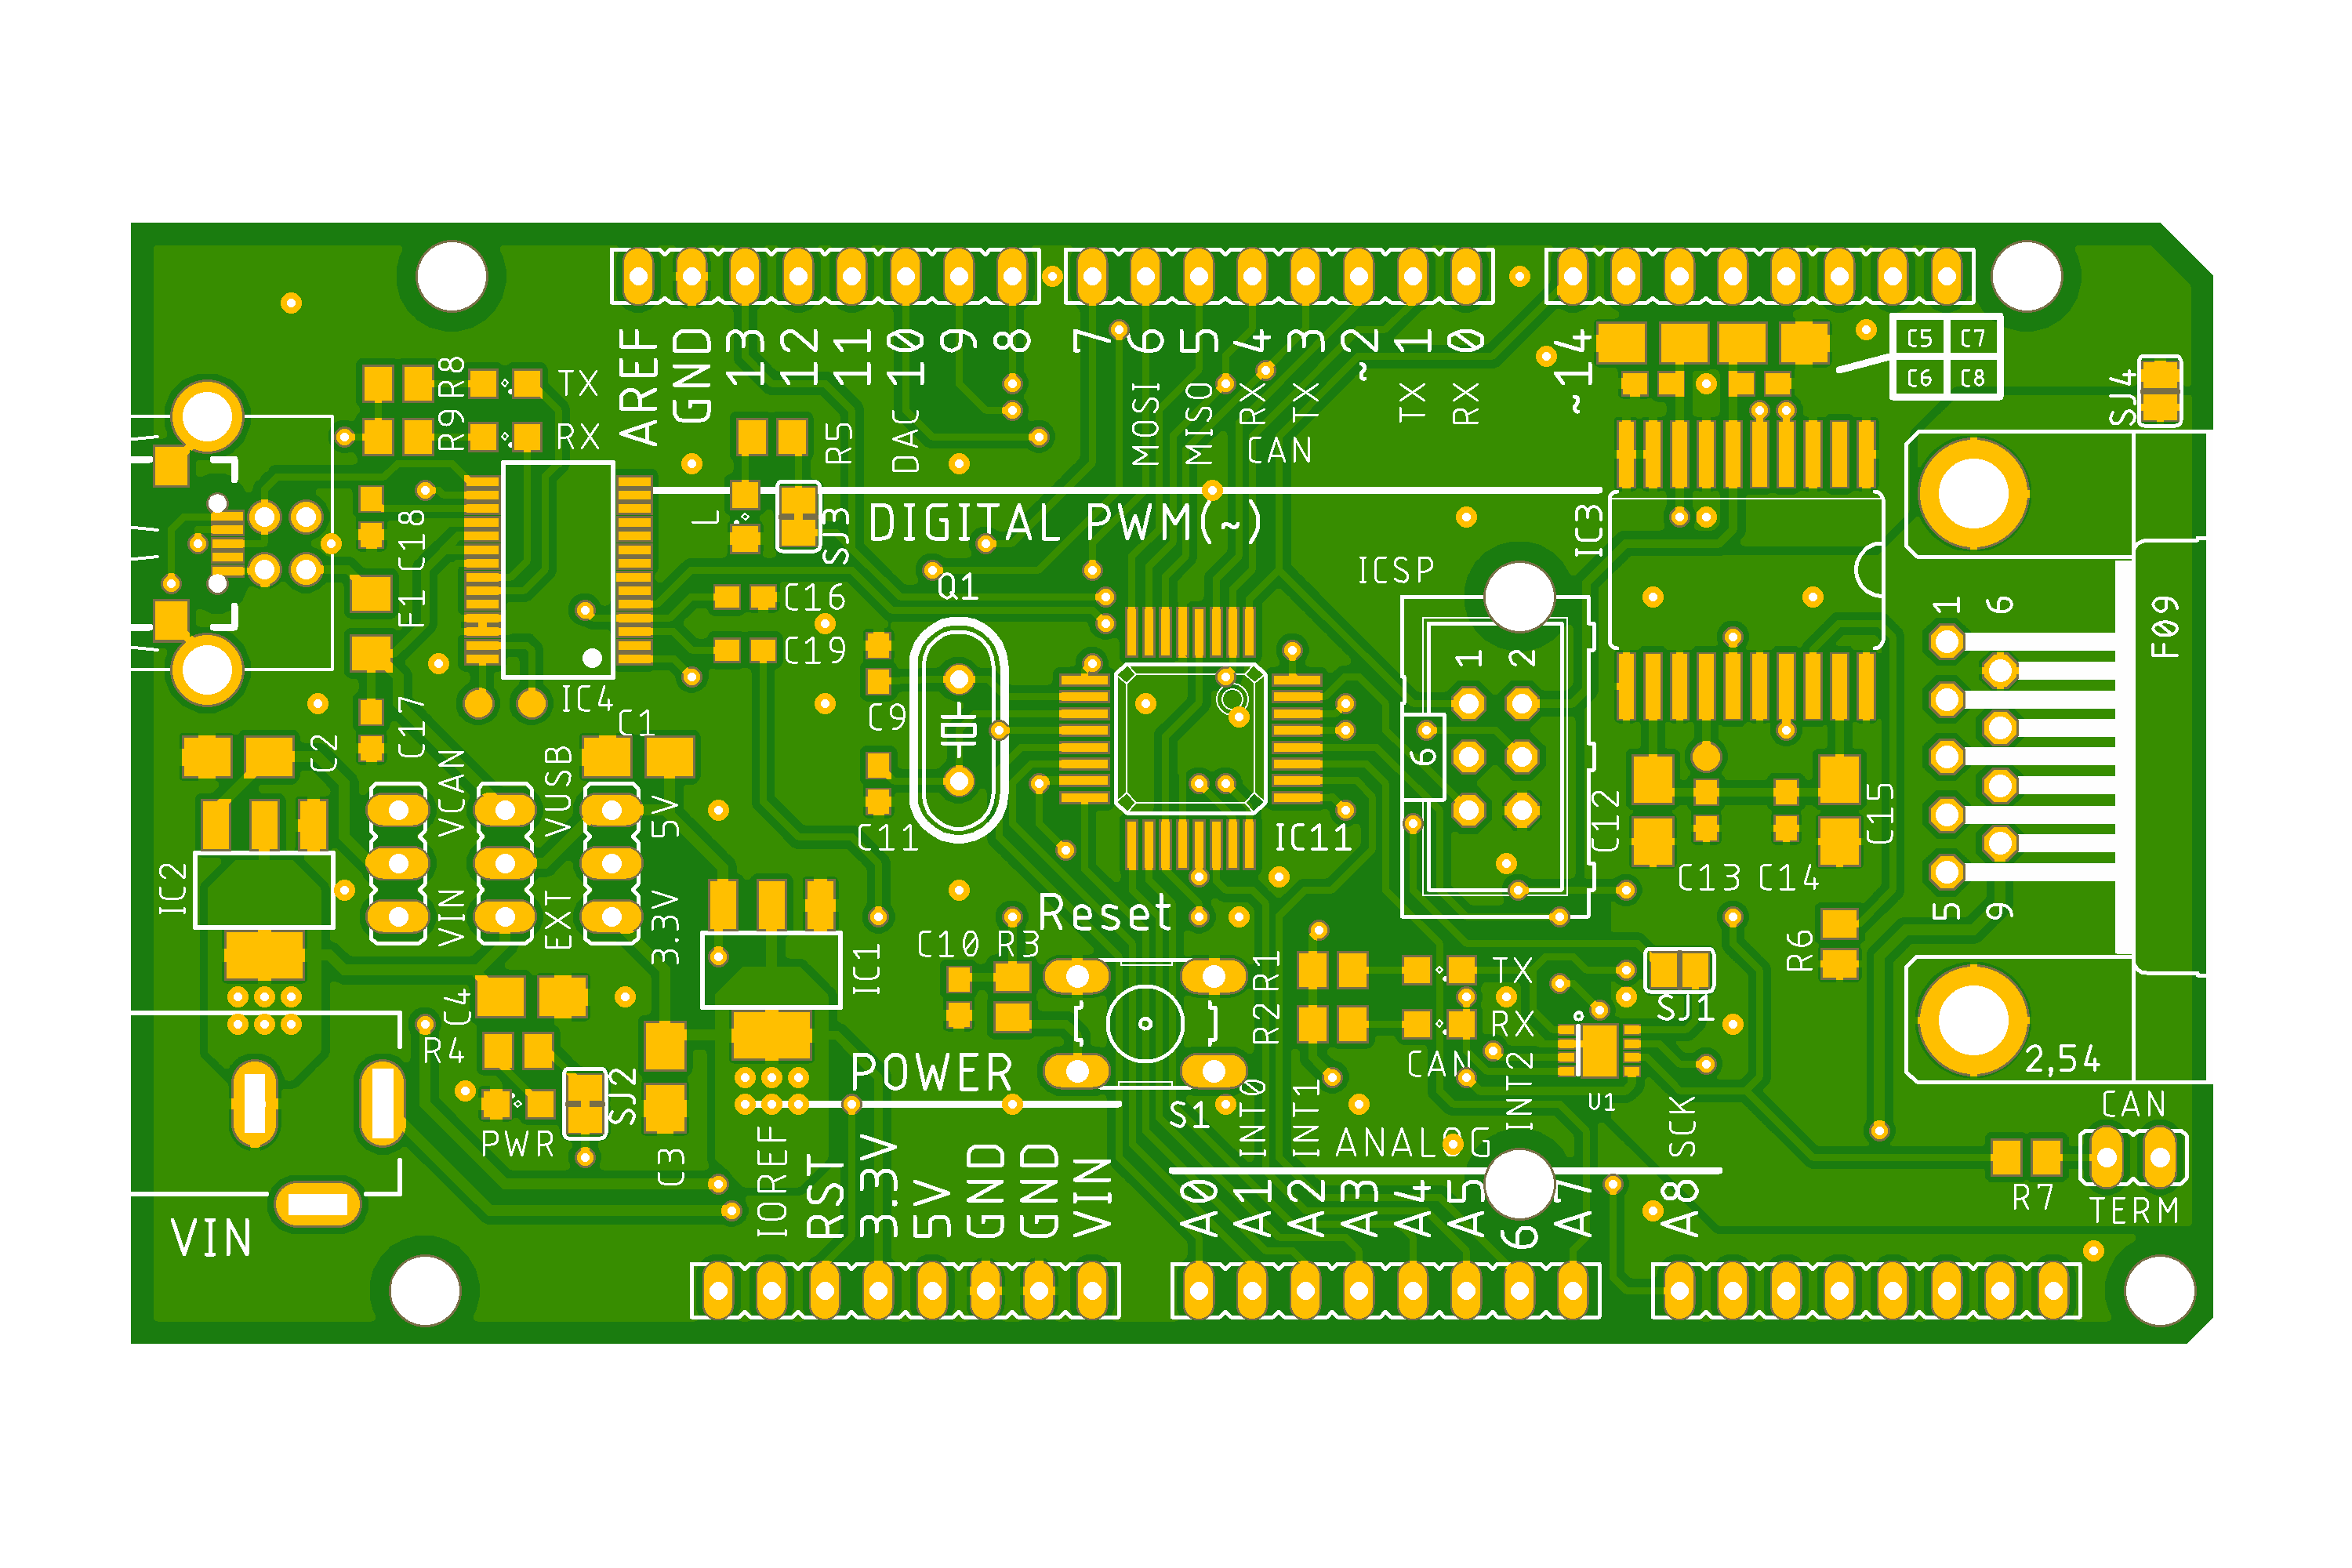 AREF
GND
13
12
11
10
9
8
7
6
5
4
3
~2
1
0
~14
C5
C7
C6
C8
SJ4
R8
TX
R9
RX
R5
DAC
MOSI
MISO
RX
TX
CAN
TX
RX
L
SJ3
DIGITAL PWM(~)
IC3
C18
F1
C16
C19
Q1
ICSP
1
2
1
6
F09
IC4
C17
C1
C2
C9
6
VCAN
VUSB
5V
C11
IC11
C12
C15
C13
C14
IC2
VIN
EXT
3.3V
Reset
5
9
IC1
C10
R3
R1
TX
R6
C4
SJ1
R4
R2
RX
CAN
INT2
2,54
POWER
SJ2
PWR
INT0
INT1
S1
U1
SCK
CAN
C3
IOREF
RST
3.3V
5V
GND
GND
VIN
ANALOG
A0
A1
A2
A3
A4
A5
6
A7
A8
R7
TERM
VIN